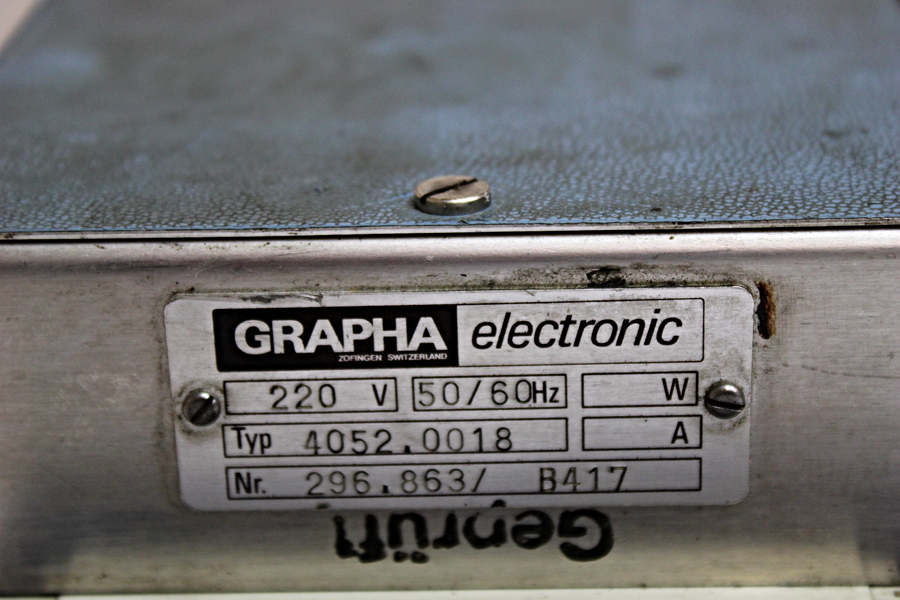 GRAPHA electronic
ZOFINGEN SWITZERLAND
220 V 50/60Hz W
Typ 4052.0018 A
Nr. 296.863/ B417
Geprüft